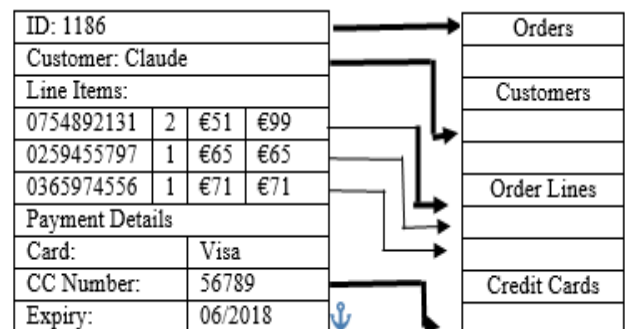 ID: 1186
Customer: Claude
Line Items:
0754892131 2 €51 €99
0259455797 1 €65 €65
0365974556 1 €71 €71
Payment Details
Card: Visa
CC Number: 56789
Expiry: 06/2018
Orders
Customers
Order Lines
Credit Cards